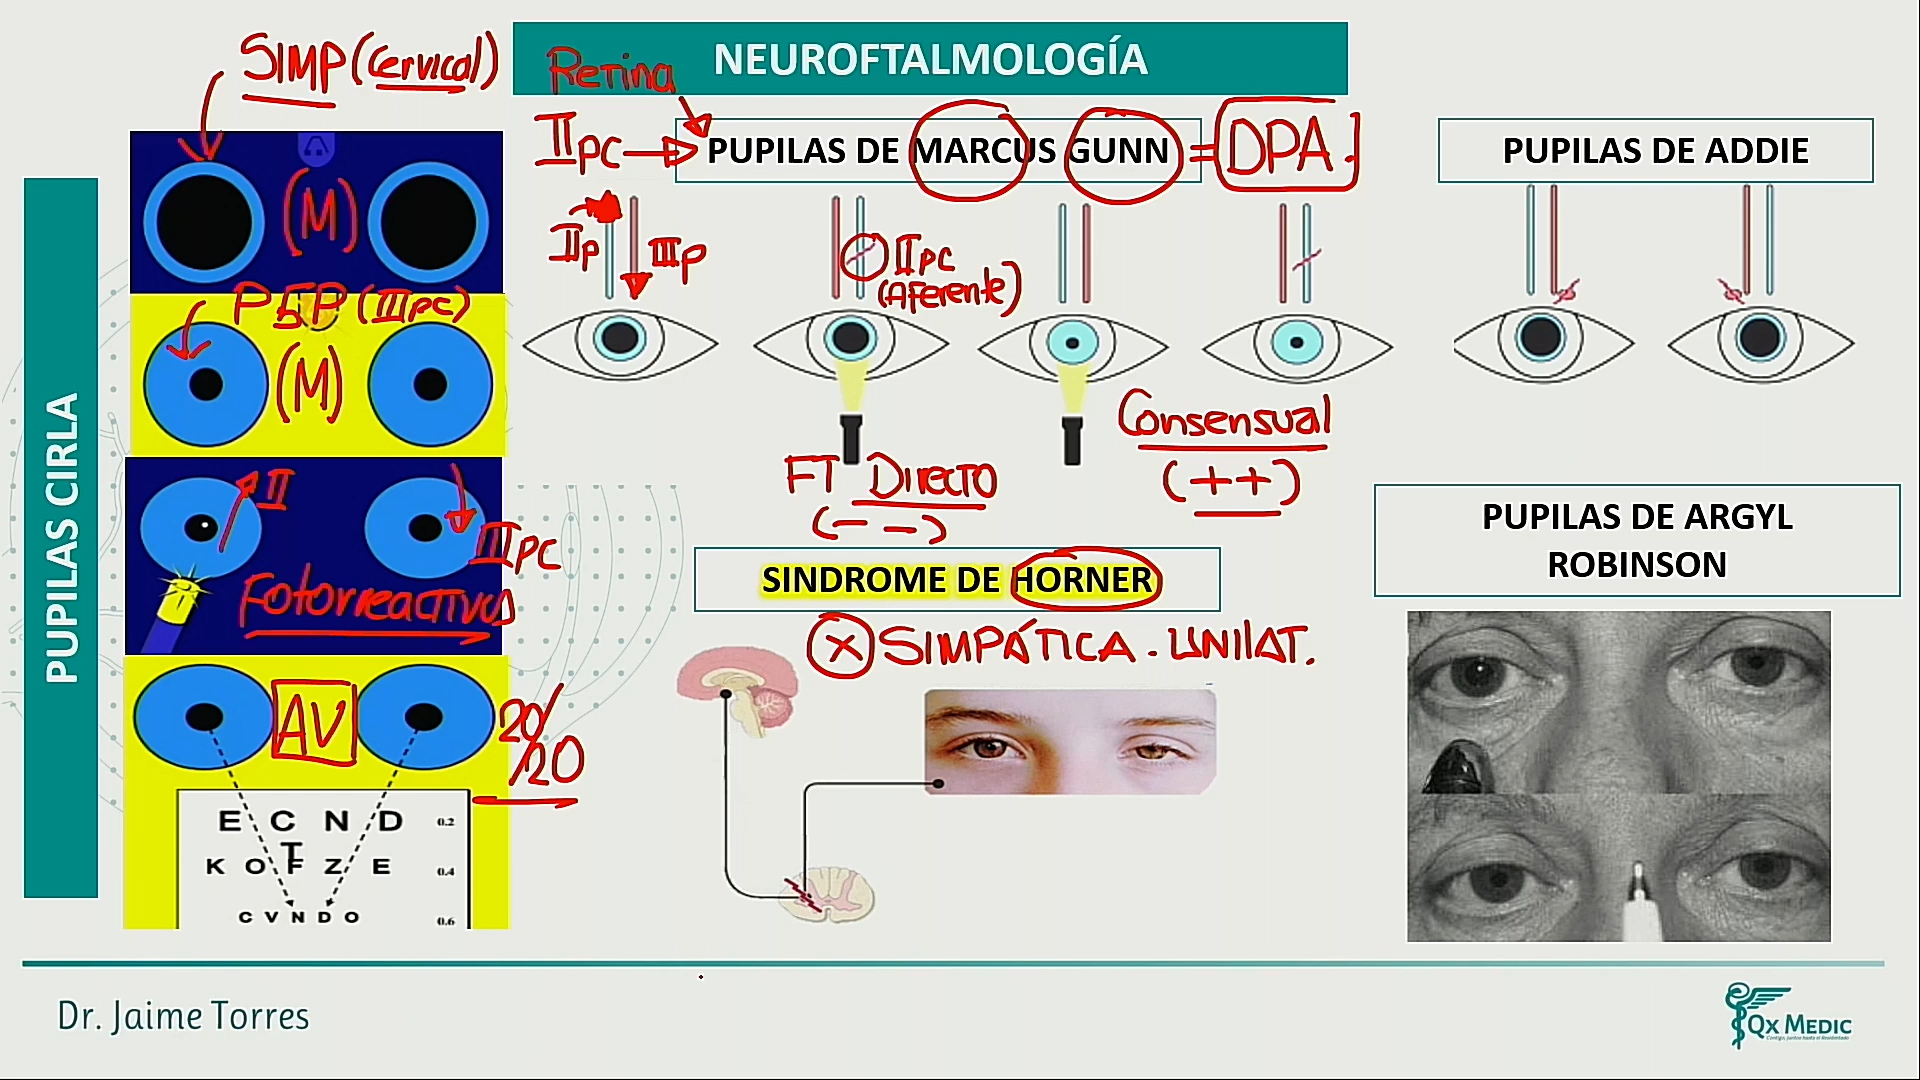 NEUROFTALMOLOGÍA
SIMP (Cervical)
Retina
IIPC
PUPILAS DE MARCUS GUNN
= DPA.
PUPILAS DE ADDIE
PUPILAS CIRLA
(M)
IIP
IIIP
IIPC
(AFerente)
PSP (IIIPC)
(M)
Consensual
(++)
FT Directo
(- -)
II
IIIPC
Fotorreactivos
SINDROME DE HORNER
X SIMPÁTICA. UNILAT.
PUPILAS DE ARGYL
ROBINSON
AV
20/
/20
E C N D
0.2
T
K O F Z E
0.4
C V N D O
0.6
Dr. Jaime Torres
QX MEDIC